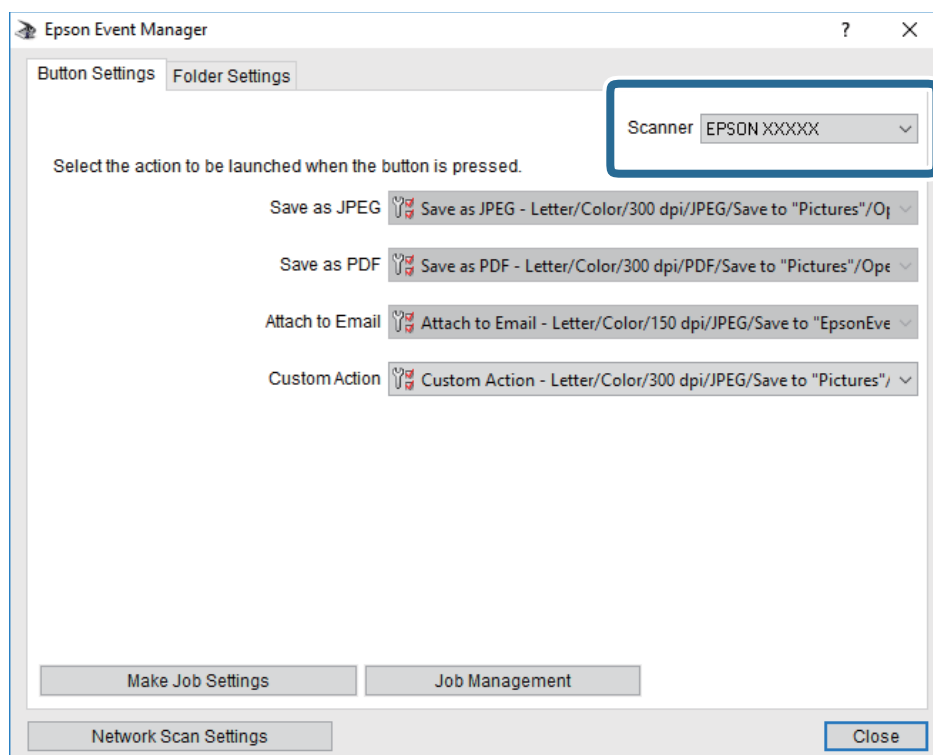 Epson Event Manager
?
Button Settings Folder Settings
Scanner EPSON XXXXX
Select the action to be launched when the button is pressed.
Save as JPEG Save as JPEG - Letter/Color/300 dpi/JPEG/Save to "Pictures"/Op
Save as PDF Save as PDF - Letter/Color/300 dpi/PDF/Save to "Pictures"/Ope
Attach to Email Attach to Email - Letter/Color/150 dpi/JPEG/Save to "EpsonEve
Custom Action Custom Action - Letter/Color/300 dpi/JPEG/Save to "Pictures"/
Make Job Settings Job Management
Network Scan Settings Close